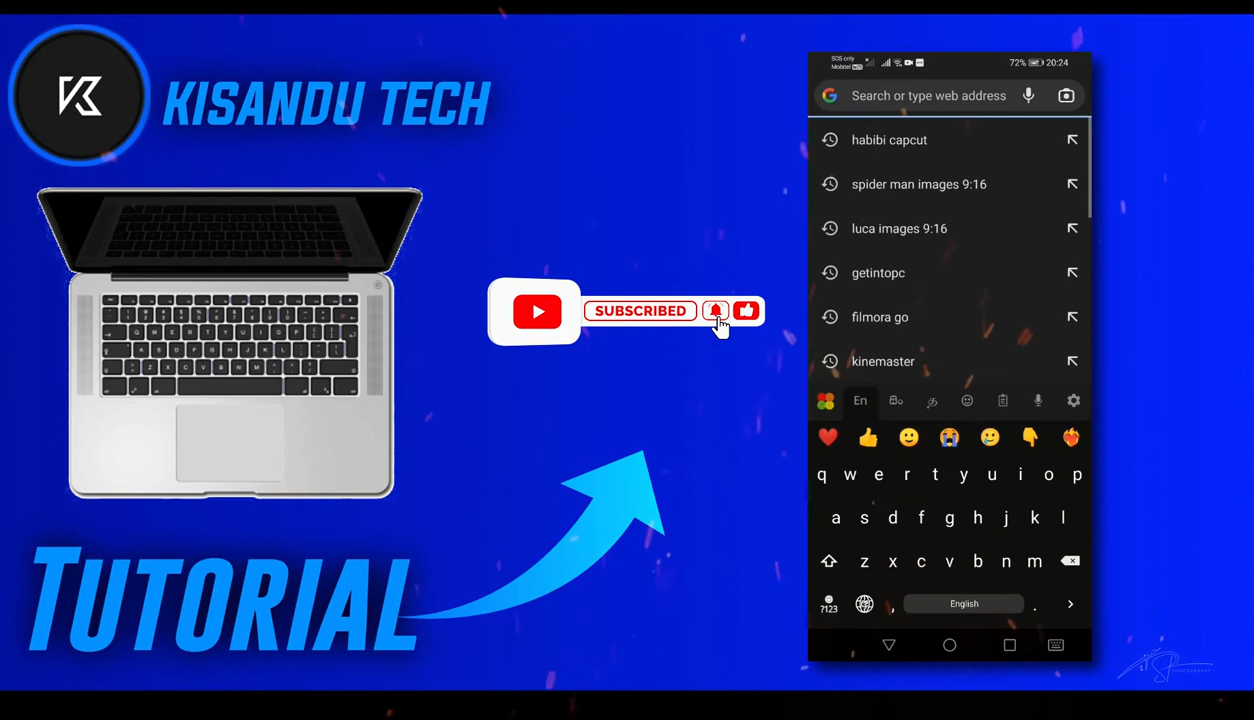 KISANDU TECH
SUBSCRIBED
TUTORIAL
SOS only
Mobitel
72% 20:24
Search or type web address
habibi capcut
spider man images 9:16
luca images 9:16
getintopc
filmora go
kinemaster
En
q w e r t y u i o p
a s d f g h j k l
z x c v b n m
?123 , English .